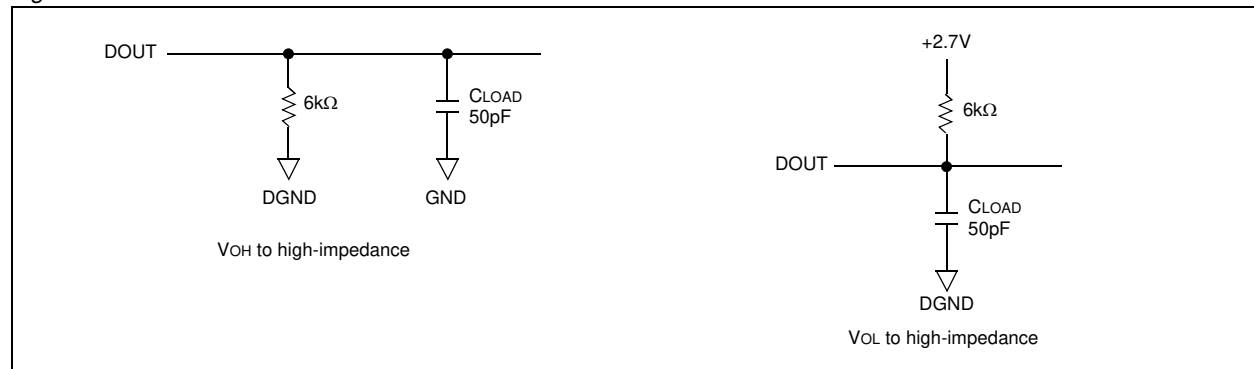 DOUT
6kΩ
CLOAD
50pF
DGND
GND
VOH to high-impedance
+2.7V
6kΩ
DOUT
CLOAD
50pF
DGND
VOL to high-impedance